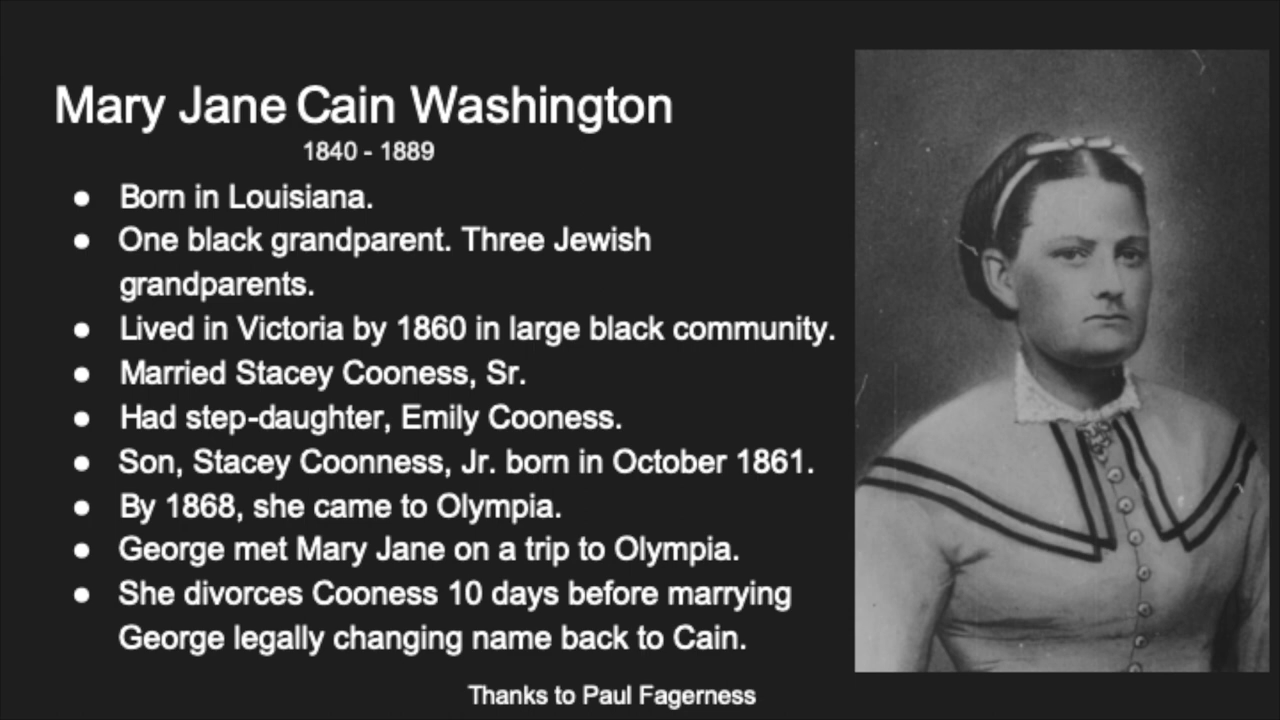 Mary Jane Cain Washington
1840 - 1889
● Born in Louisiana.
● One black grandparent. Three Jewish
grandparents.
● Lived in Victoria by 1860 in large black community.
● Married Stacey Cooness, Sr.
● Had step-daughter, Emily Cooness.
● Son, Stacey Coonness, Jr. born in October 1861.
● By 1868, she came to Olympia.
● George met Mary Jane on a trip to Olympia.
● She divorces Cooness 10 days before marrying
George legally changing name back to Cain.
Thanks to Paul Fagerness